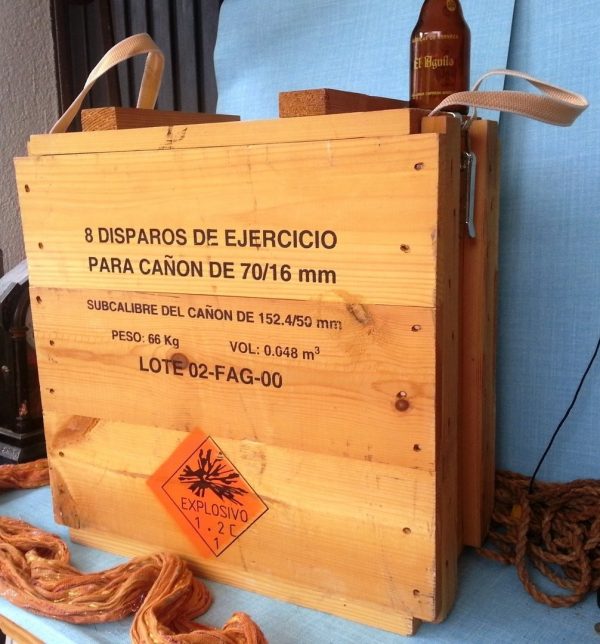 El Aguila
8 DISPAROS DE EJERCICIO
PARA CAÑON DE 70/16 mm
SUBCALIBRE DEL CAÑON DE 152.4/50 mm
PESO: 66 Kg VOL: 0.048 m³
LOTE 02-FAG-00
EXPLOSIVO
1.2C
1